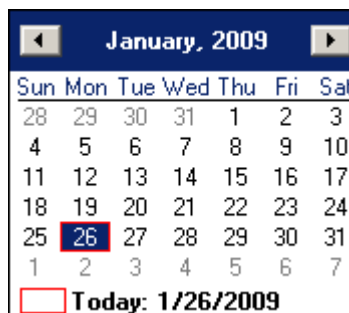 January, 2009
Sun Mon Tue Wed Thu Fri Sat
28 29 30 31 1 2 3
4 5 6 7 8 9 10
11 12 13 14 15 16 17
18 19 20 21 22 23 24
25 26 27 28 29 30 31
1 2 3 4 5 6 7
Today: 1/26/2009